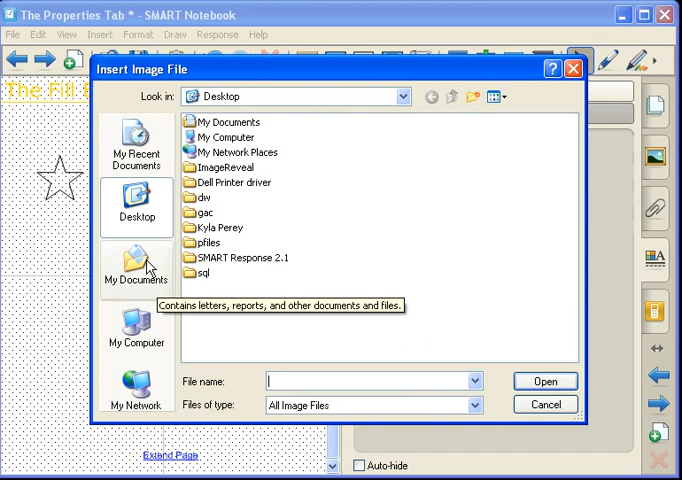 The Properties Tab * - SMART Notebook
File Edit View Insert Format Draw Response Help
Insert Image File
Look in: Desktop
The Fill E
My Recent
Documents
Desktop
My Documents
My Computer
My Network
My Documents
My Computer
My Network Places
ImageReveal
Dell Printer driver
dw
gac
Kyla Perey
pfiles
SMART Response 2.1
sql
Contains letters, reports, and other documents and files.
File name:
Open
Files of type: All Image Files
Cancel
Extend Page
Auto-hide